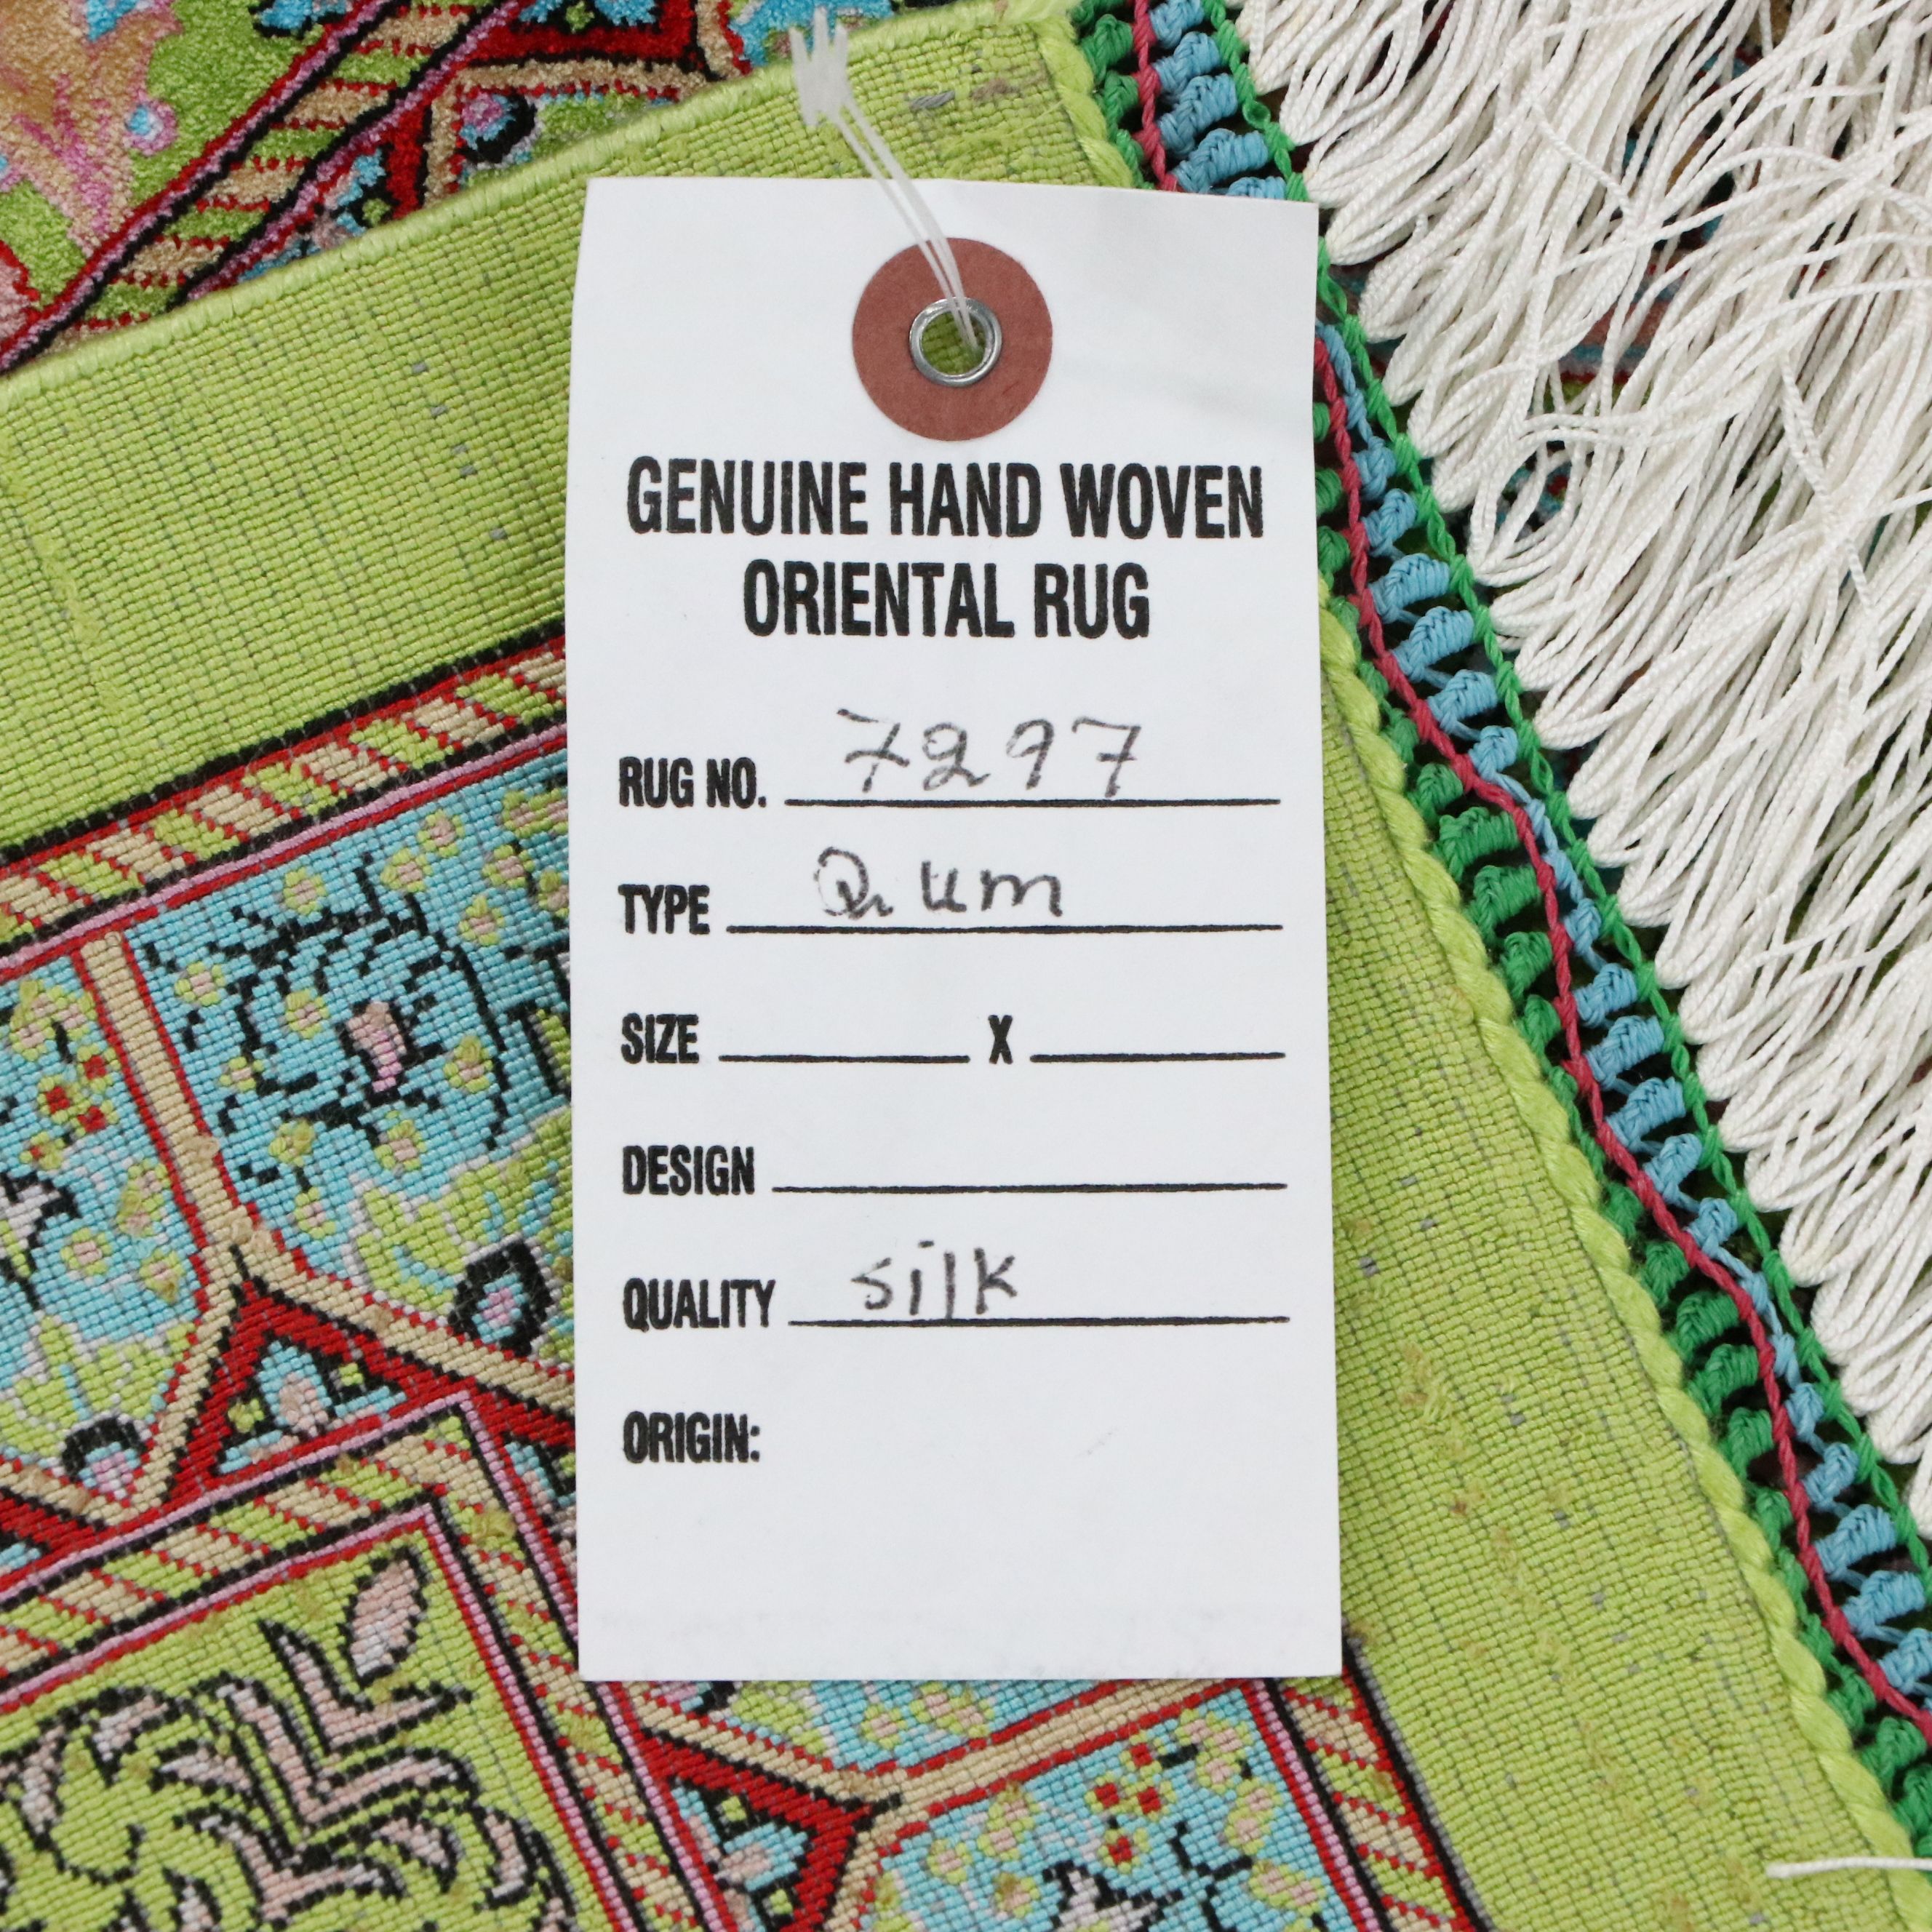 GENUINE HAND WOVEN
ORIENTAL RUG
RUG NO. 7297
TYPE Qum
SIZE X
DESIGN
QUALITY silk
ORIGIN: